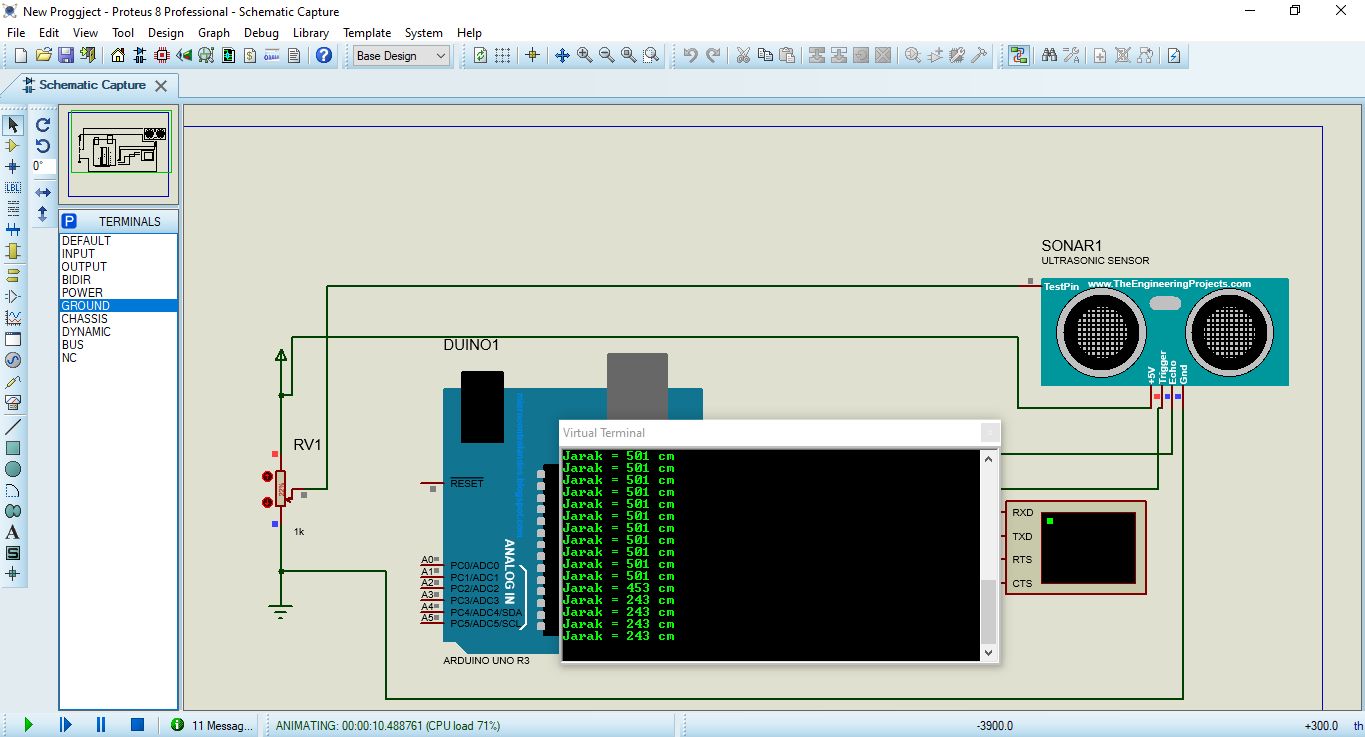 New Proggject - Proteus 8 Professional - Schematic Capture
File Edit View Tool Design Graph Debug Library Template System Help
Base Design
Schematic Capture
LBL
0°
P TERMINALS
DEFAULT
INPUT
OUTPUT
BIDIR
POWER
GROUND
CHASSIS
DYNAMIC
BUS
NC
SONAR1
ULTRASONIC SENSOR
TestPin www.TheEngineeringProjects.com
+5V
Trigger
Echo
Gnd
DUINO1
RV1
1k
RESET
ANALOG IN
A0 PC0/ADC0
A1 PC1/ADC1
A2 PC2/ADC2
A3 PC3/ADC3
A4 PC4/ADC4/SDA
A5 PC5/ADC5/SCL
ARDUINO UNO R3
Virtual Terminal
Jarak = 501 cm
Jarak = 501 cm
Jarak = 501 cm
Jarak = 501 cm
Jarak = 501 cm
Jarak = 501 cm
Jarak = 501 cm
Jarak = 501 cm
Jarak = 501 cm
Jarak = 501 cm
Jarak = 501 cm
Jarak = 453 cm
Jarak = 243 cm
Jarak = 243 cm
Jarak = 243 cm
Jarak = 243 cm
RXD
TXD
RTS
CTS
11 Messag...
ANIMATING: 00:00:10.488761 (CPU load 71%)
-3900.0
+300.0
th